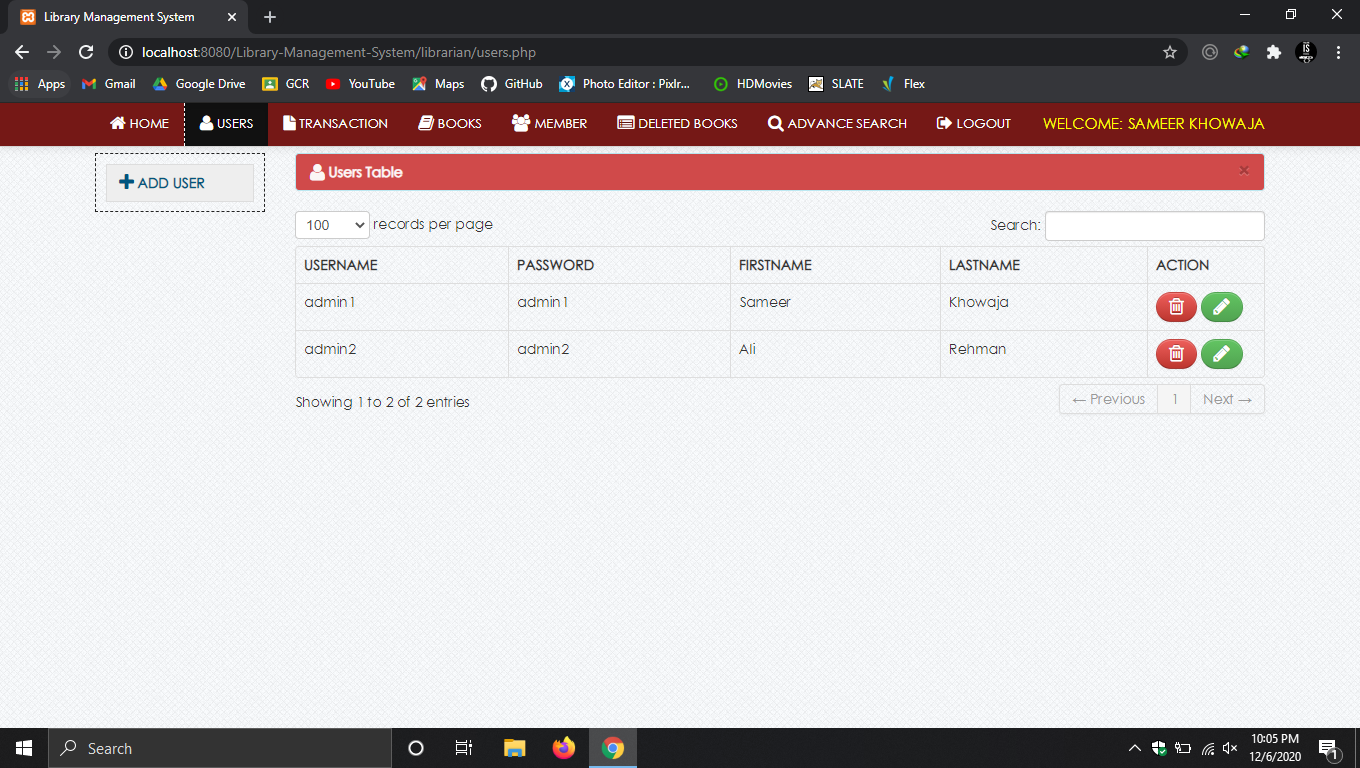 Library Management System
localhost:8080/Library-Management-System/librarian/users.php
Apps Gmail Google Drive GCR YouTube Maps GitHub Photo Editor : Pixlr... HDMovies SLATE Flex
HOME USERS TRANSACTION BOOKS MEMBER DELETED BOOKS ADVANCE SEARCH LOGOUT WELCOME: SAMEER KHOWAJA
ADD USER
Users Table ×
100 records per page Search:
USERNAME PASSWORD FIRSTNAME LASTNAME ACTION
admin1 admin1 Sameer Khowaja
admin2 admin2 Ali Rehman
Showing 1 to 2 of 2 entries
← Previous 1 Next →
Search
10:05 PM
12/6/2020
1